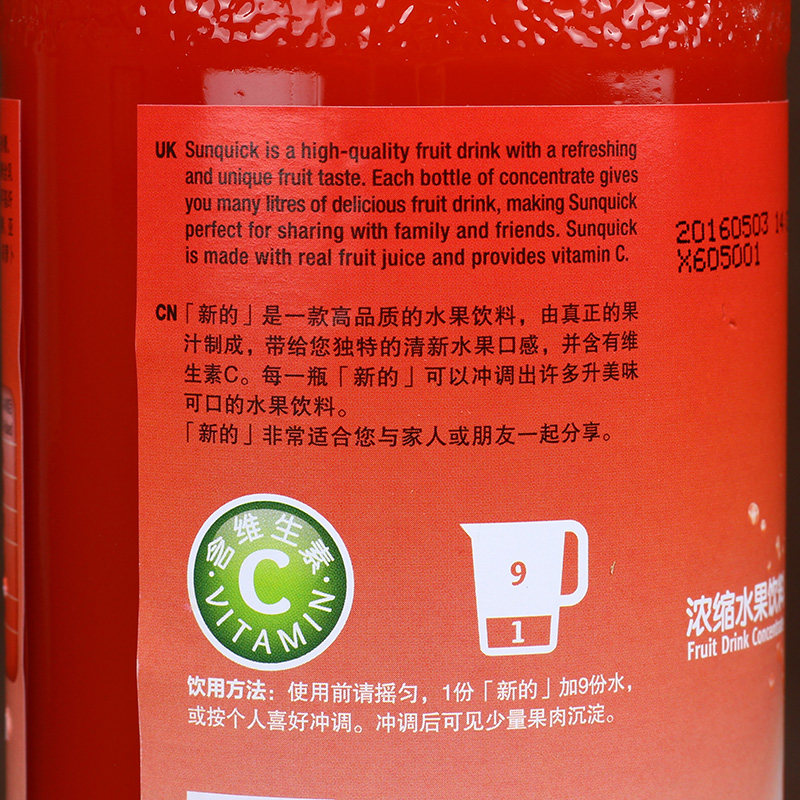 UK Sunquick is a high-quality fruit drink with a refreshing
and unique fruit taste. Each bottle of concentrate gives
you many litres of delicious fruit drink, making Sunquick
perfect for sharing with family and friends. Sunquick
is made with real fruit juice and provides vitamin C.
20160503 14
X605001
CN「新的」是一款高品质的水果饮料，由真正的果
汁制成，带给您独特的清新水果口感，并含有维
生素C。每一瓶「新的」可以冲调出许多升美味
可口的水果饮料。
「新的」非常适合您与家人或朋友一起分享。
含维生素
C
·VITAMIN·
9
1
浓缩水果饮料
Fruit Drink Concentrate
饮用方法：使用前请摇匀，1份「新的」加9份水，
或按个人喜好冲调。冲调后可见少量果肉沉淀。